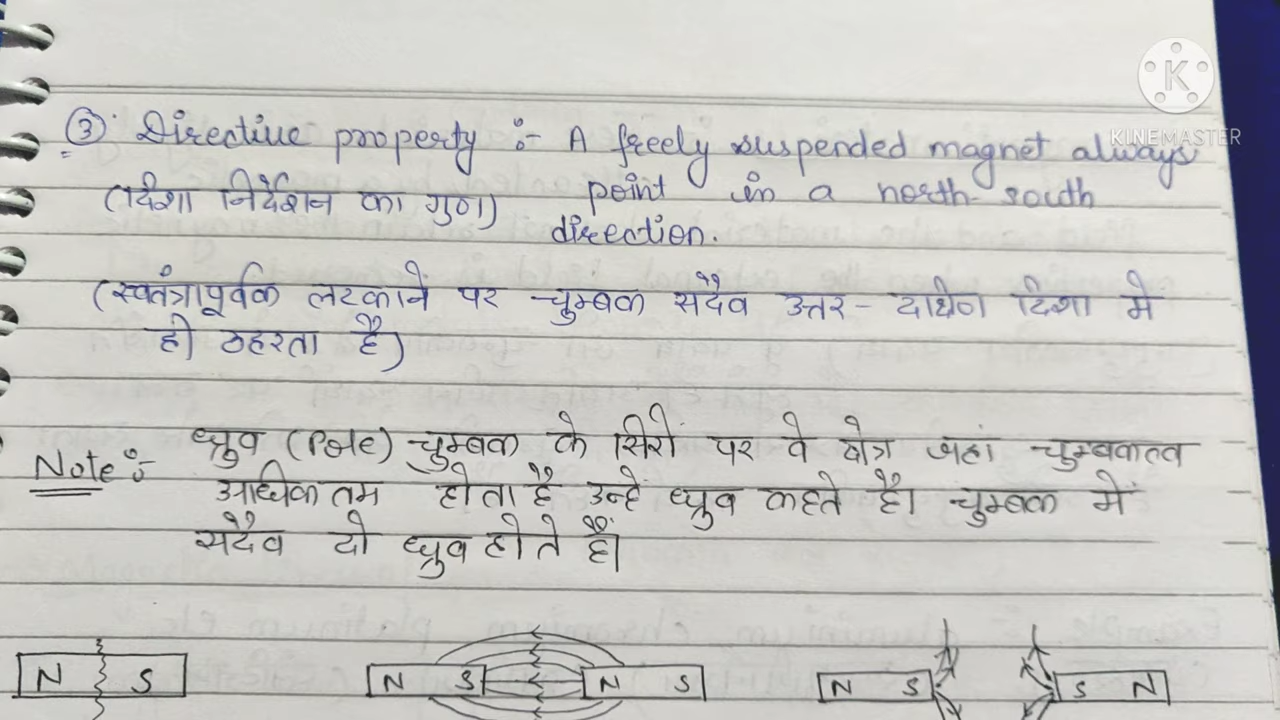 ③ Directive property :- A freely suspended magnet always
(दिशा निर्देशन का गुण) point in a north-south
direction.
(स्वतंत्रापूर्वक लटकाने पर चुम्बक सदैव उत्तर - दक्षिण दिशा मे
ही ठहरता है)
Note :- ध्रुव (Pole) चुम्बक के सिरों पर वे क्षेत्र जहां चुम्बकत्व
अधिकतम होता है उन्हें ध्रुव कहते है। चुम्बक में
सदैव दो ध्रुव होते हैं।
N S N S N S N S S N
KINEMASTER